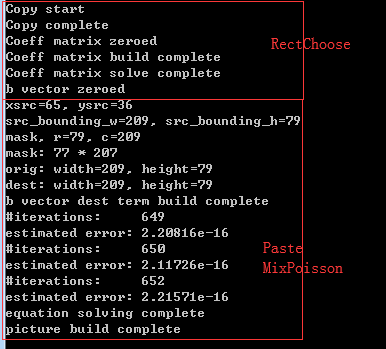 Copy start
Copy complete
Coeff matrix zeroed
RectChoose
Coeff matrix build complete
Coeff matrix solve complete
b vector zeroed
xsrc=65, ysrc=36
src_bounding_w=209, src_bounding_h=79
mask, r=79, c=209
mask: 77 * 207
orig: width=209, height=79
dest: width=209, height=79
b vector dest term build complete
#iterations:     649
estimated error: 2.20816e-16
#iterations:     650
Paste
estimated error: 2.11726e-16
MixPoisson
#iterations:     652
estimated error: 2.21571e-16
equation solving complete
picture build complete